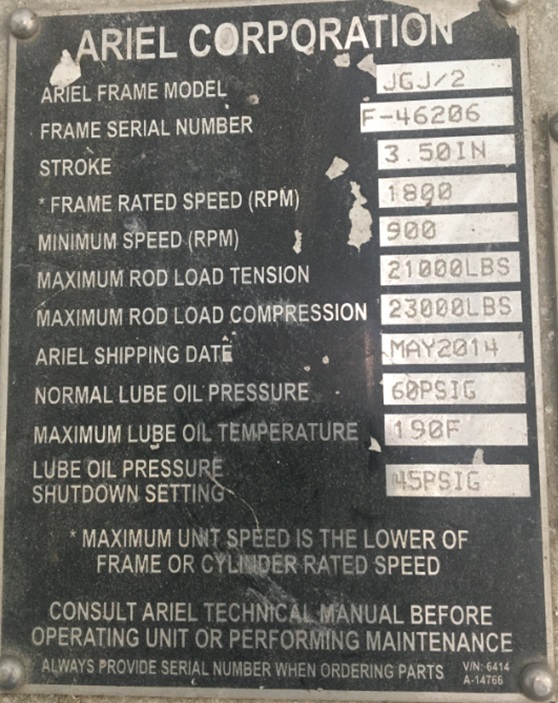 ARIEL CORPORATION
ARIEL FRAME MODEL JGJ/2
FRAME SERIAL NUMBER F-46206
STROKE 3.50IN
* FRAME RATED SPEED (RPM) 1800
MINIMUM SPEED (RPM) 900
MAXIMUM ROD LOAD TENSION 21000LBS
MAXIMUM ROD LOAD COMPRESSION 23000LBS
ARIEL SHIPPING DATE MAY2014
NORMAL LUBE OIL PRESSURE 60PSIG
MAXIMUM LUBE OIL TEMPERATURE 190F
LUBE OIL PRESSURE
SHUTDOWN SETTING 45PSIG
* MAXIMUM UNIT SPEED IS THE LOWER OF
FRAME OR CYLINDER RATED SPEED
CONSULT ARIEL TECHNICAL MANUAL BEFORE
OPERATING UNIT OR PERFORMING MAINTENANCE
ALWAYS PROVIDE SERIAL NUMBER WHEN ORDERING PARTS
V/N: 6414
A-14766